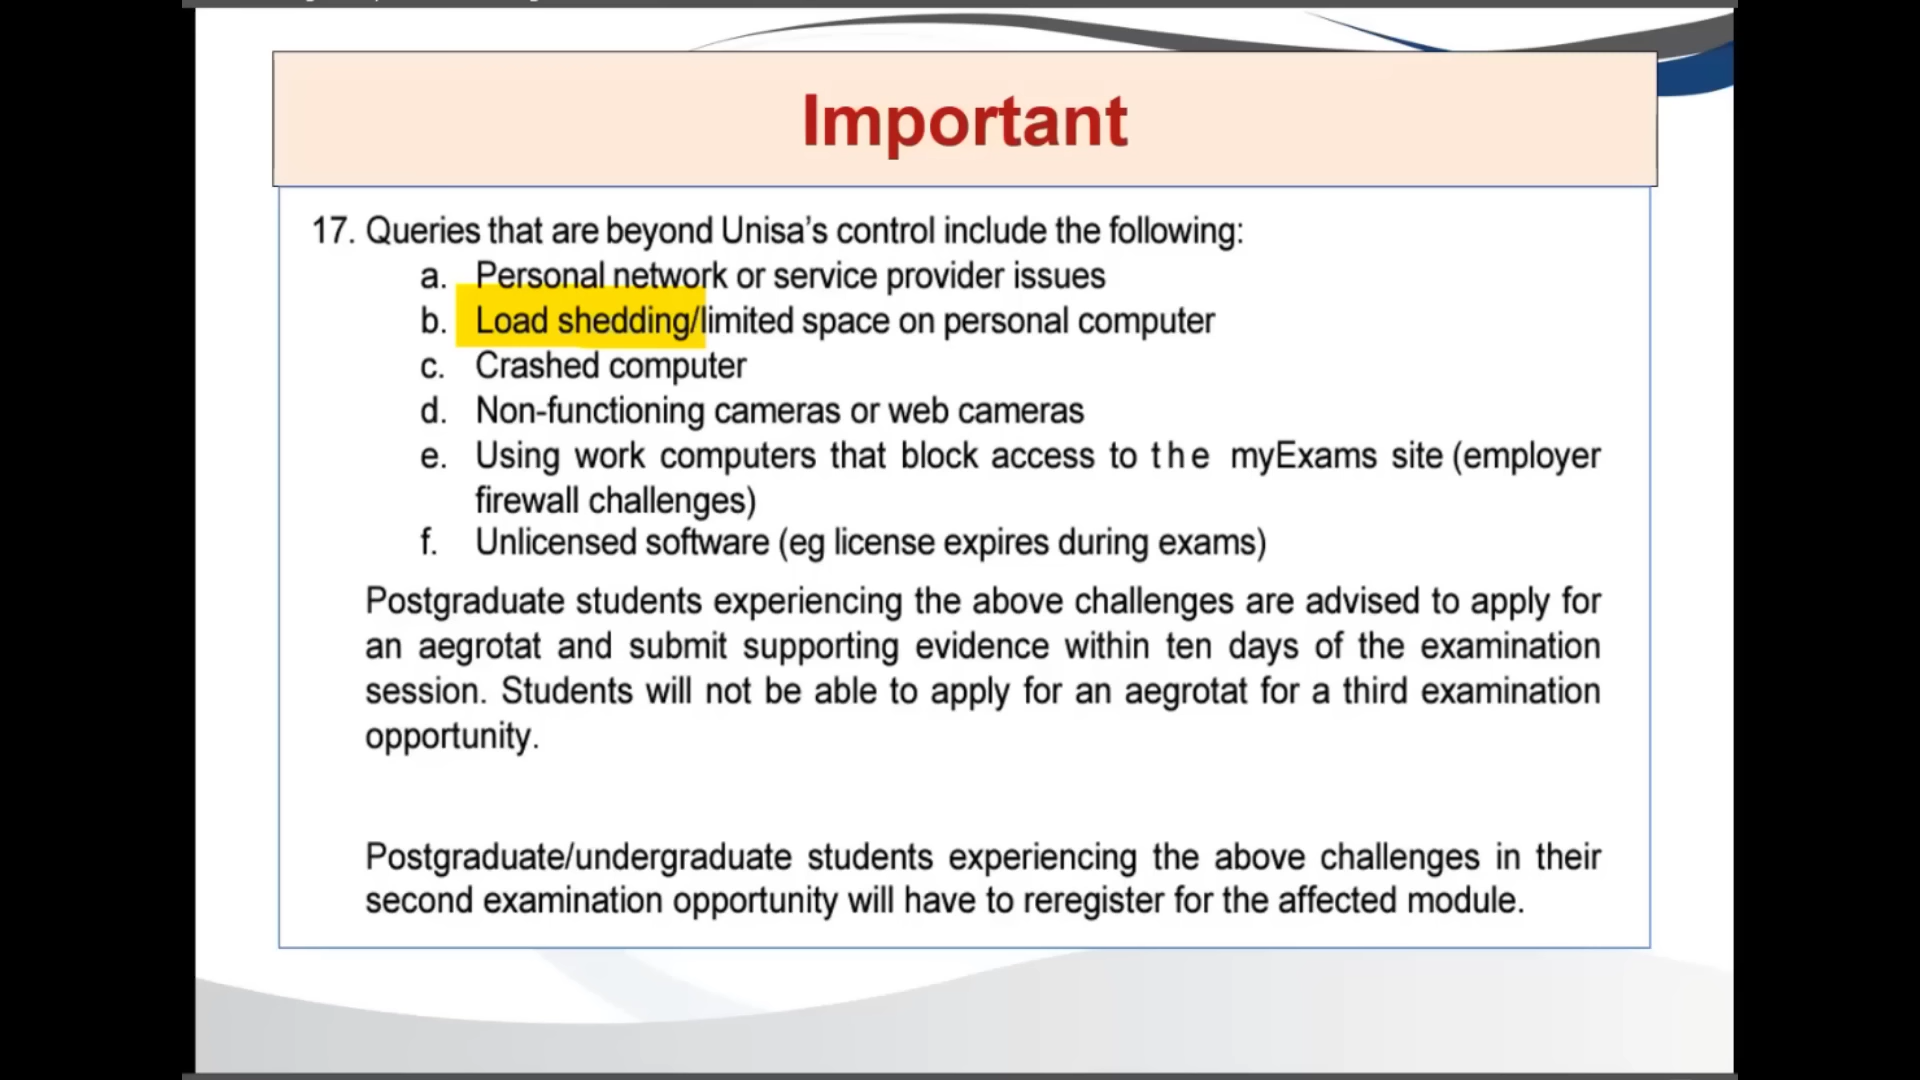 Important
17. Queries that are beyond Unisa’s control include the following:
a. Personal network or service provider issues
b. Load shedding/limited space on personal computer
c. Crashed computer
d. Non-functioning cameras or web cameras
e. Using work computers that block access to the myExams site (employer
firewall challenges)
f. Unlicensed software (eg license expires during exams)
Postgraduate students experiencing the above challenges are advised to apply for
an aegrotat and submit supporting evidence within ten days of the examination
session. Students will not be able to apply for an aegrotat for a third examination
opportunity.
Postgraduate/undergraduate students experiencing the above challenges in their
second examination opportunity will have to reregister for the affected module.